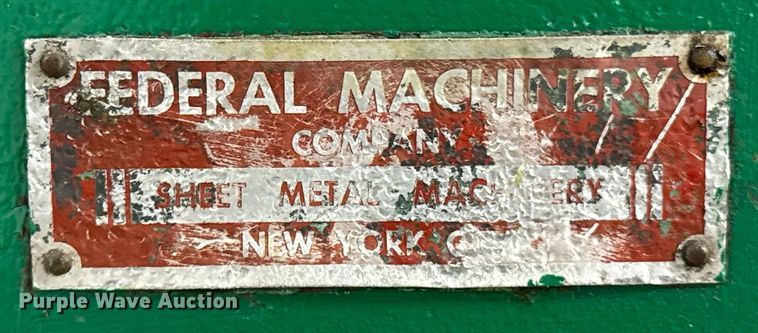 FEDERAL MACHINERY
COMPANY
SHEET METAL MACHINERY
NEW YORK
Purple Wave Auction